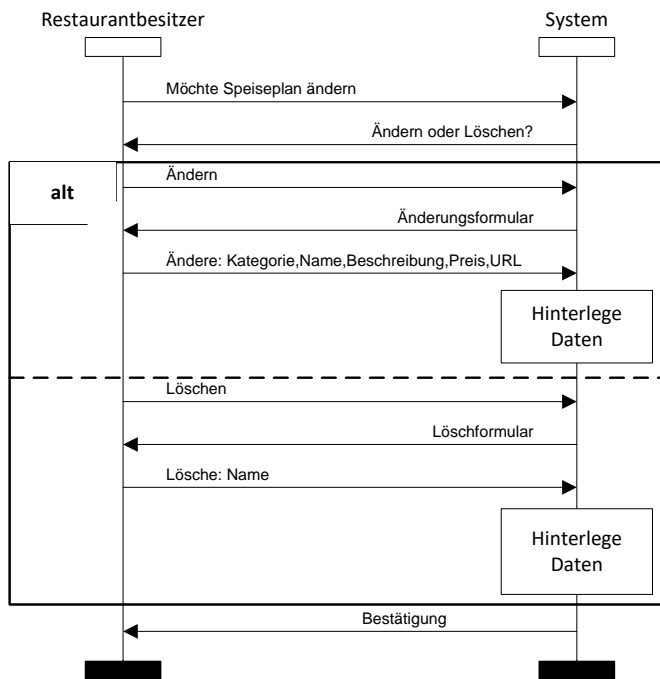 Restaurantbesitzer
System
Möchte Speiseplan ändern
Ändern oder Löschen?
alt
Ändern
Änderungsformular
Ändere: Kategorie,Name,Beschreibung,Preis,URL
Hinterlege
Daten
Löschen
Löschformular
Lösche: Name
Hinterlege
Daten
Bestätigung